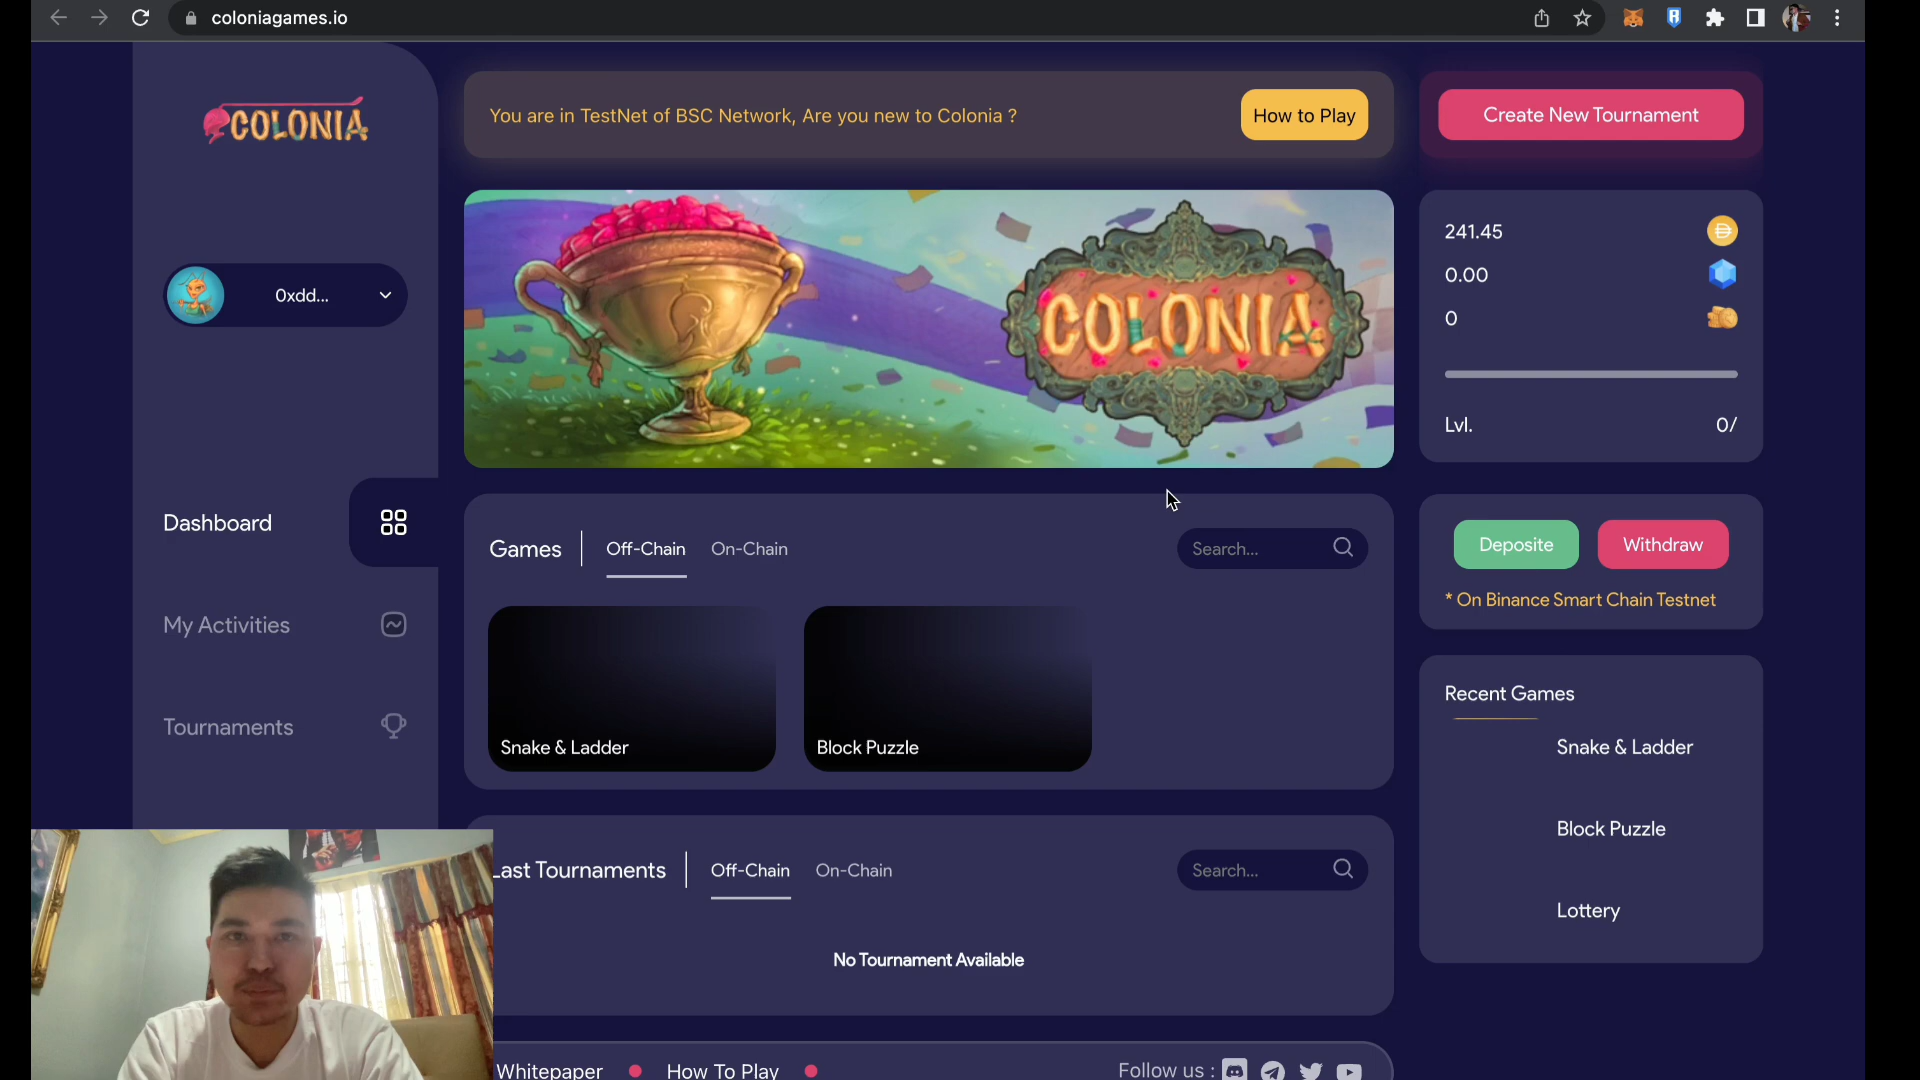 coloniagames.io
COLONIA
You are in TestNet of BSC Network, Are you new to Colonia ?
How to Play
Create New Tournament
0xdd...
COLONIA
241.45
0.00
0
Lvl.
0/
Dashboard
My Activities
Tournaments
Games
Off-Chain
On-Chain
Search...
Snake & Ladder
Block Puzzle
Deposite
Withdraw
* On Binance Smart Chain Testnet
Recent Games
Snake & Ladder
Block Puzzle
Lottery
Last Tournaments
Off-Chain
On-Chain
Search...
No Tournament Available
Whitepaper
How To Play
Follow us :